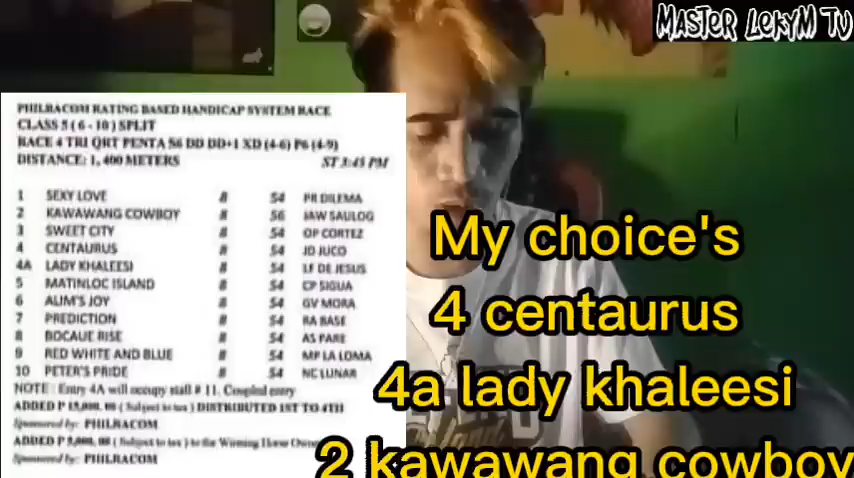 MASTER LEKYM TV
PHILRACOM RATING BASED HANDICAP SYSTEM RACE
CLASS 5 ( 6 - 10 ) SPLIT
RACE 4 TRI QRT PENTA S6 DD DD+1 XD (4-6) P6 (4-9)
DISTANCE: 1, 400 METERS ST 3:45 PM
1 SEXY LOVE 8 54 PR DILEMA
2 KAWAWANG COWBOY 8 56 JAW SAULOG
3 SWEET CITY 8 54 OP CORTEZ
4 CENTAURUS 8 54 JD JUCO
4A LADY KHALEESI 8 54 LF DE JESUS
5 MATINLOC ISLAND 8 54 CP SIGUA
6 ALIM'S JOY 8 54 GV MORA
7 PREDICTION 8 54 RA BASE
8 BOCAUE RISE 8 54 AS PARE
9 RED WHITE AND BLUE 8 54 MP LA LOMA
10 PETER'S PRIDE 8 54 NC LUNAR
NOTE : Entry 4A will occupy stall # 11. Coupled entry
ADDED P 15,000. 00 ( Subject to tax ) DISTRIBUTED 1ST TO 4TH
Sponsored by: PHILRACOM
ADDED P 5,000. 00 ( Subject to tax ) to the Winning Horse Owner
Sponsored by: PHILRACOM
My choice's
4 centaurus
4a lady khaleesi
2 kawawang cowboy